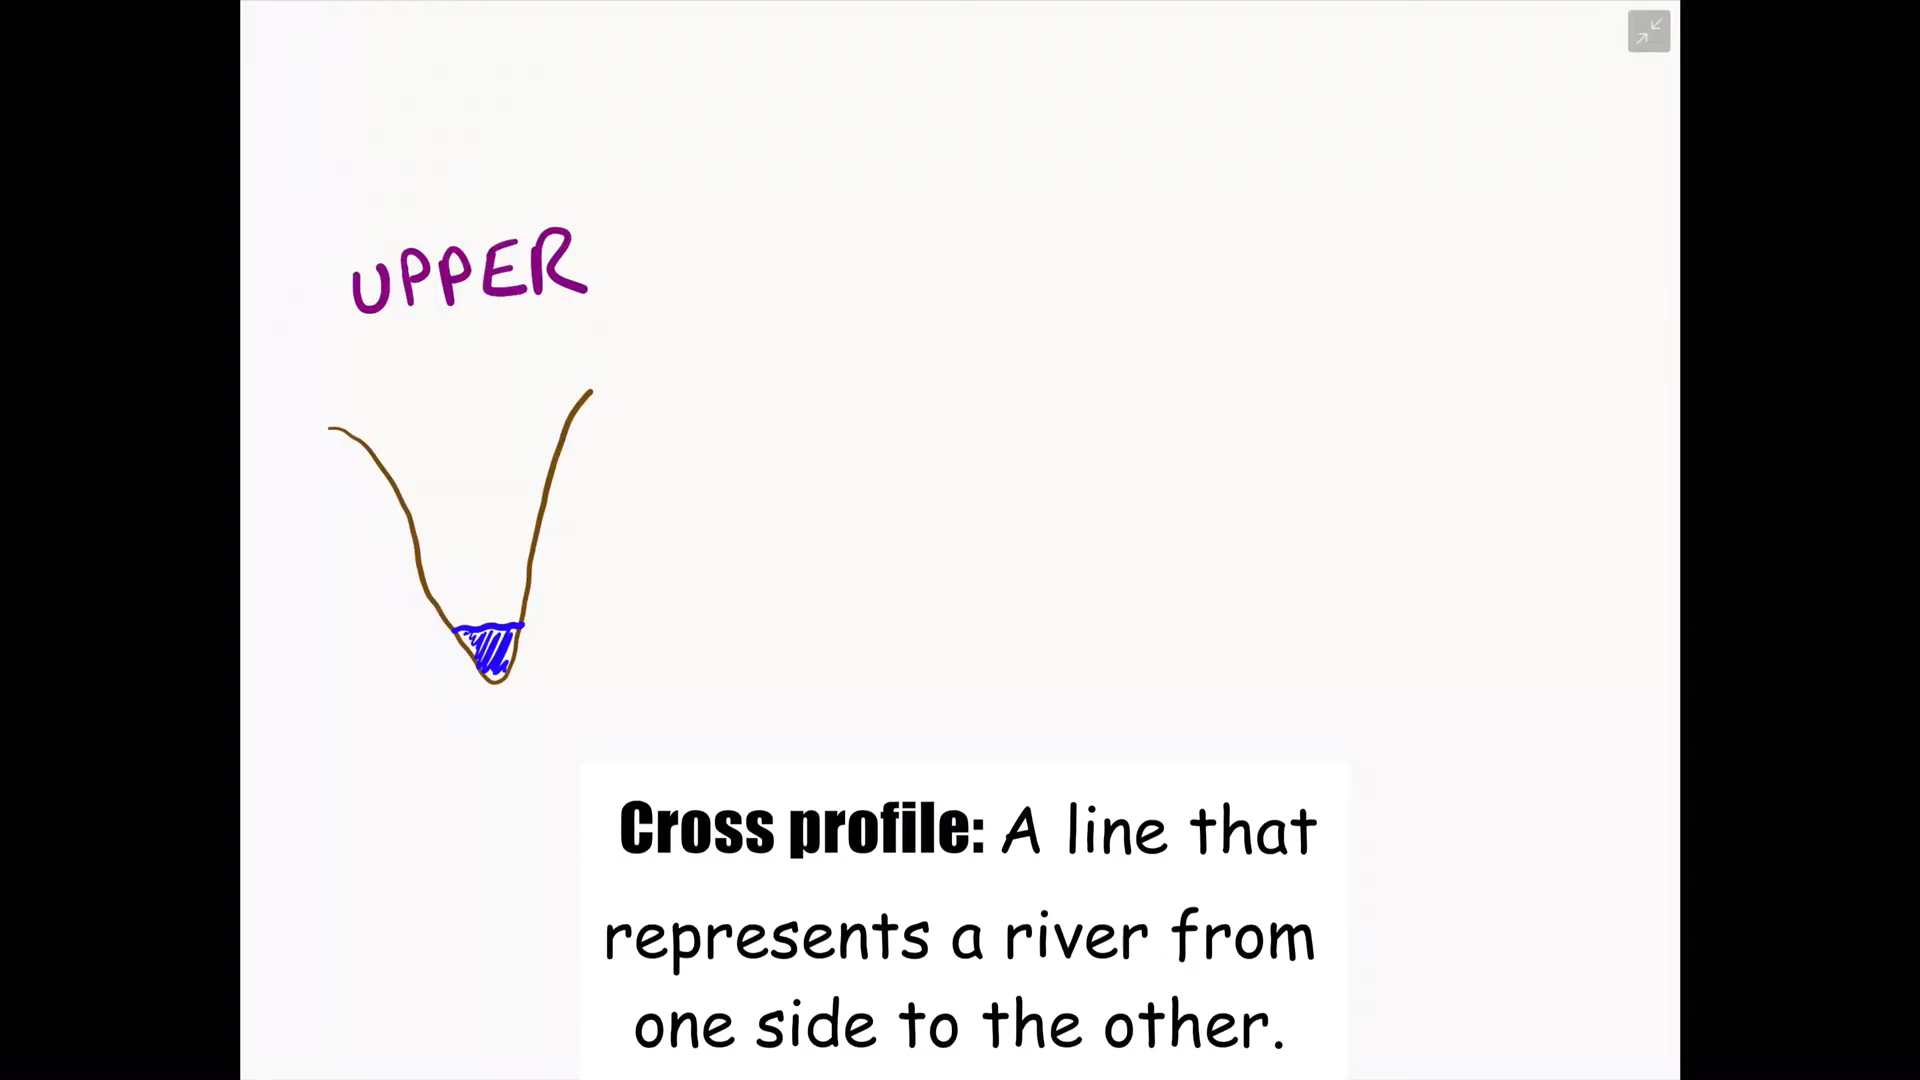 UPPER
Cross profile: A line that
represents a river from
one side to the other.